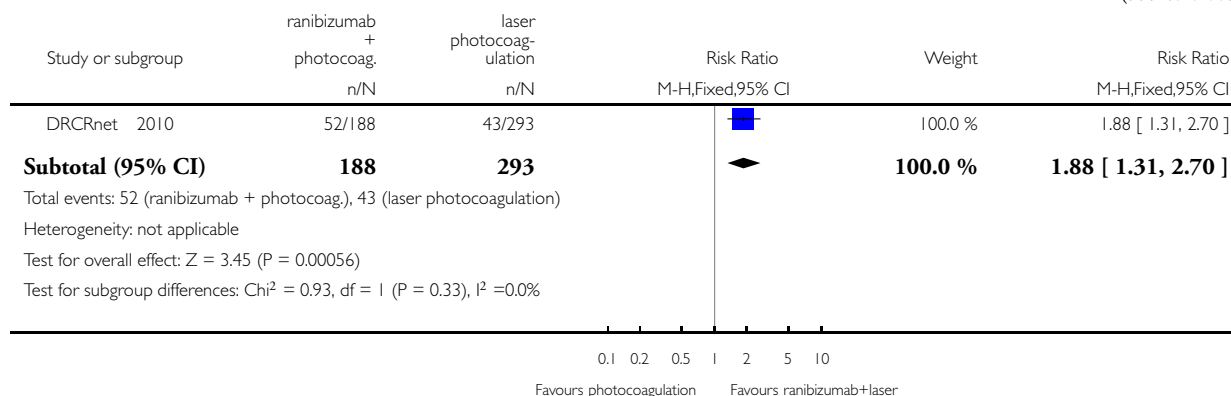 ranibizumab laser
+ photocoag-
Study or subgroup photocoag. ulation Risk Ratio Weight Risk Ratio
n/N n/N M-H,Fixed,95% CI M-H,Fixed,95% CI
DRCRnet 2010 52/188 43/293 100.0 % 1.88 [ 1.31, 2.70 ]
Subtotal (95% CI) 188 293 100.0 % 1.88 [ 1.31, 2.70 ]
Total events: 52 (ranibizumab + photocoag.), 43 (laser photocoagulation)
Heterogeneity: not applicable
Test for overall effect: Z = 3.45 (P = 0.00056)
Test for subgroup differences: Chi² = 0.93, df = 1 (P = 0.33), I² =0.0%
0.1 0.2 0.5 1 2 5 10
Favours photocoagulation Favours ranibizumab+laser